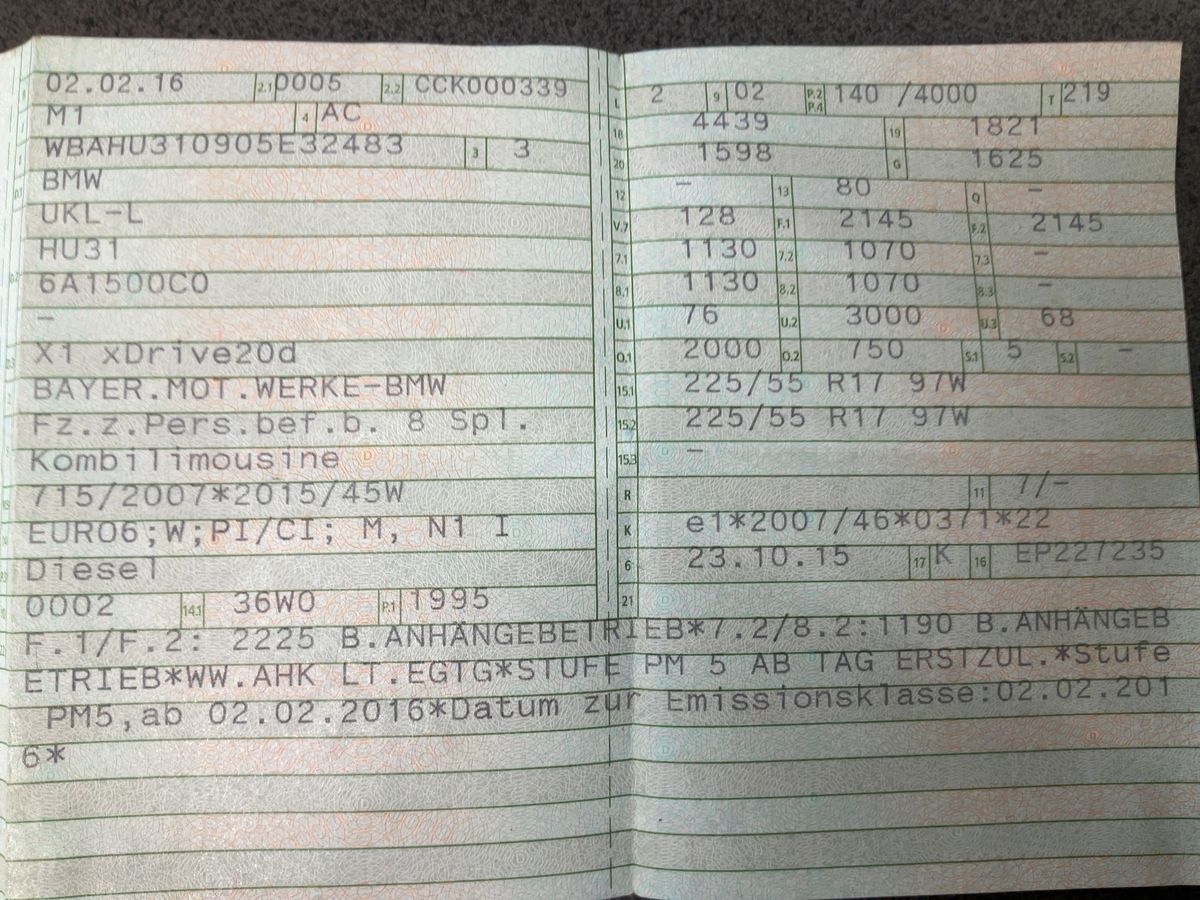 02.02.16 2.1 0005 2.2 CCK000339
M1 4 AC
WBAHU310905E32483 3 3
BMW
UKL-L
HU31
6A1500C0
–
X1 xDrive20d
BAYER.MOT.WERKE-BMW
Fz.z.Pers.bef.b. 8 Spl.
Kombilimousine
715/2007*2015/45W
EURO6;W;PI/CI; M, N1 I
Diesel
0002 14.1 36W0 P.1 1995
L 2 9 02 P.2 P.4 140 /4000 T 219
18 4439 19 1821
20 1598 G 1625
12 – 13 80 Q –
V.7 128 F.1 2145 F.2 2145
7.1 1130 7.2 1070 7.3 –
8.1 1130 8.2 1070 8.3 –
U.1 76 U.2 3000 U.3 68
O.1 2000 O.2 750 S.1 5 S.2 –
15.1 225/55 R17 97W
15.2 225/55 R17 97W
15.3 –
R 11 7/–
K e1*2007/46*0371*22
6 23.10.15 17 K 16 EP227235
21
F.1/F.2: 2225 B.ANHÄNGEBETRIEB*7.2/8.2:1190 B.ANHÄNGEB
ETRIEB*WW.AHK LT.EGTG*STUFE PM 5 AB TAG ERSTZUL.*Stufe
PM5,ab 02.02.2016*Datum zur Emissionsklasse:02.02.201
6*